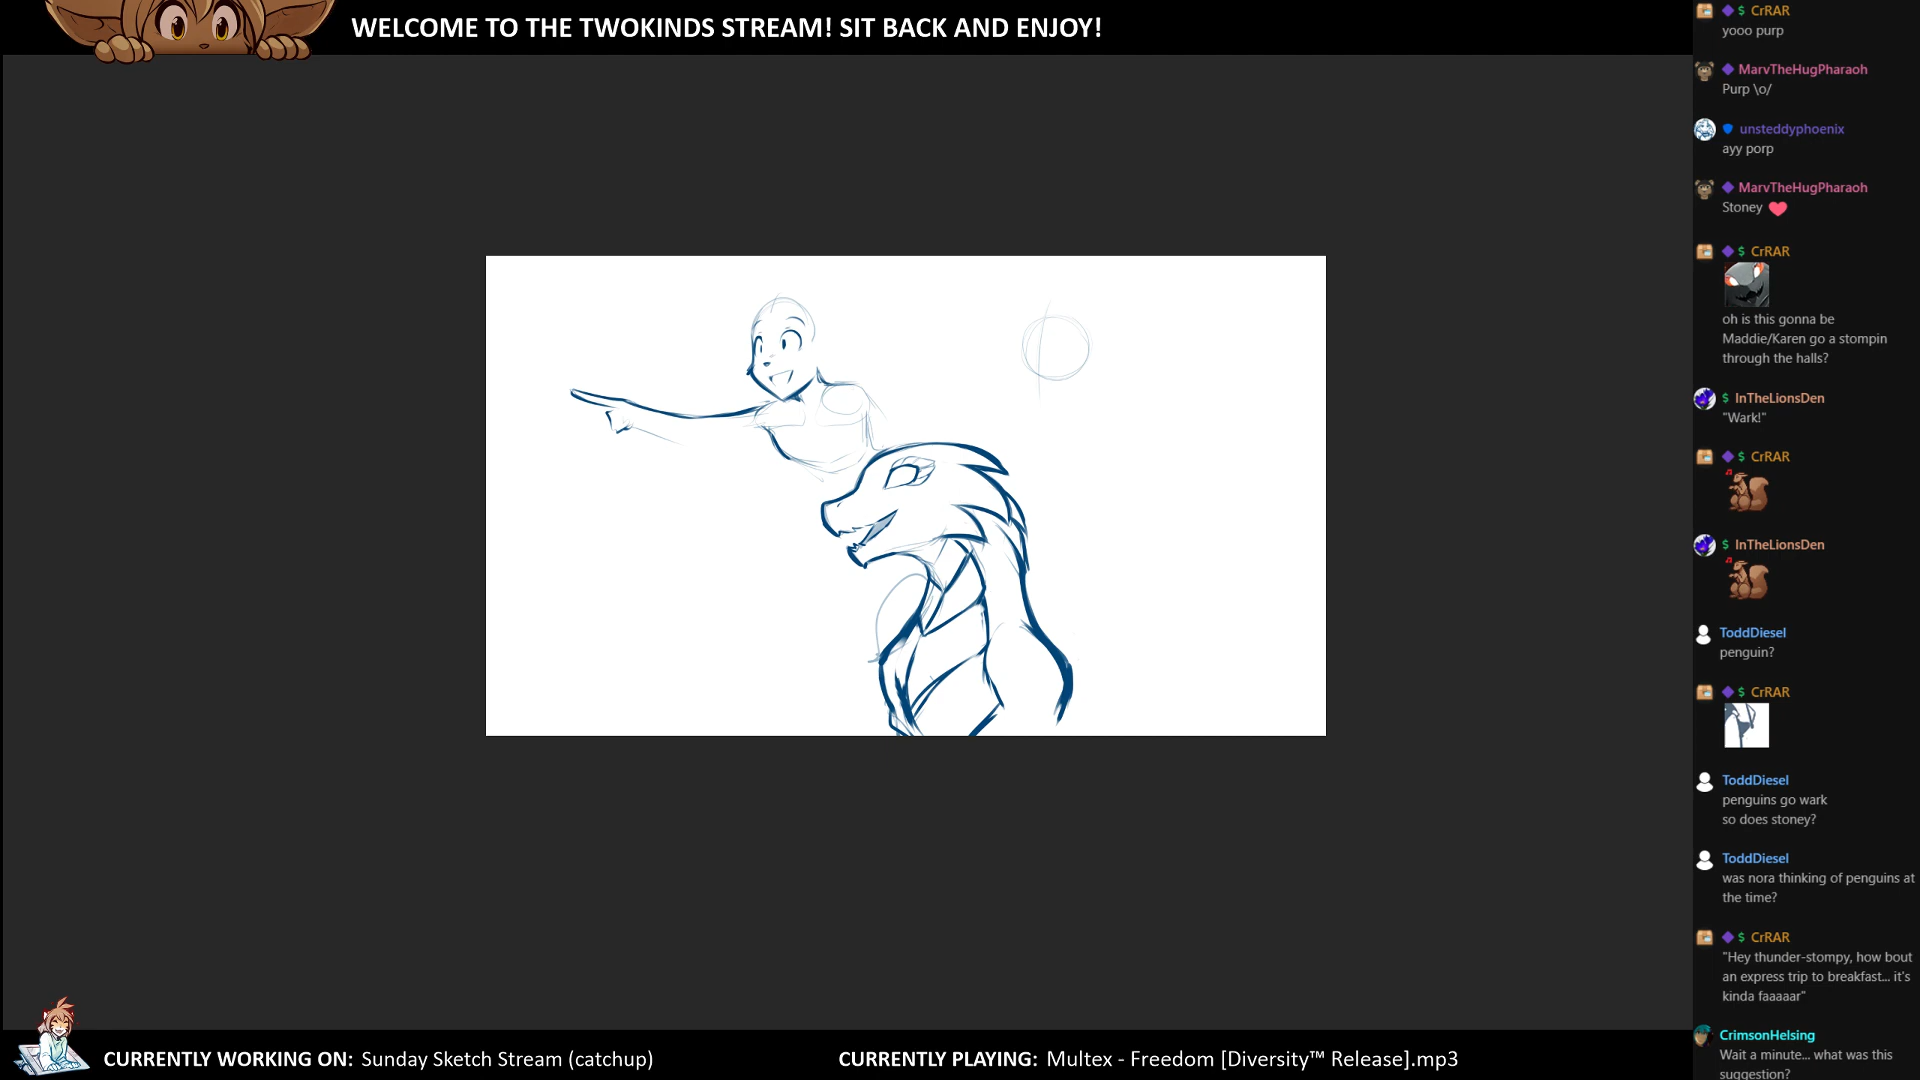 WELCOME TO THE TWOKINDS STREAM! SIT BACK AND ENJOY!
$ CrRAR
yooo purp
MarvTheHugPharaoh
Purp \o/
unsteddyphoenix
ayy porp
MarvTheHugPharaoh
Stoney
$ CrRAR
oh is this gonna be
Maddie/Karen go a stompin
through the halls?
$ InTheLionsDen
"Wark!"
$ CrRAR
$ InTheLionsDen
ToddDiesel
penguin?
$ CrRAR
ToddDiesel
penguins go wark
so does stoney?
ToddDiesel
was nora thinking of penguins at
the time?
$ CrRAR
"Hey thunder-stompy, how bout
an express trip to breakfast... it's
kinda faaaaar"
CrimsonHelsing
Wait a minute... what was this
suggestion?
CURRENTLY WORKING ON: Sunday Sketch Stream (catchup)
CURRENTLY PLAYING: Multex - Freedom [Diversity™ Release].mp3